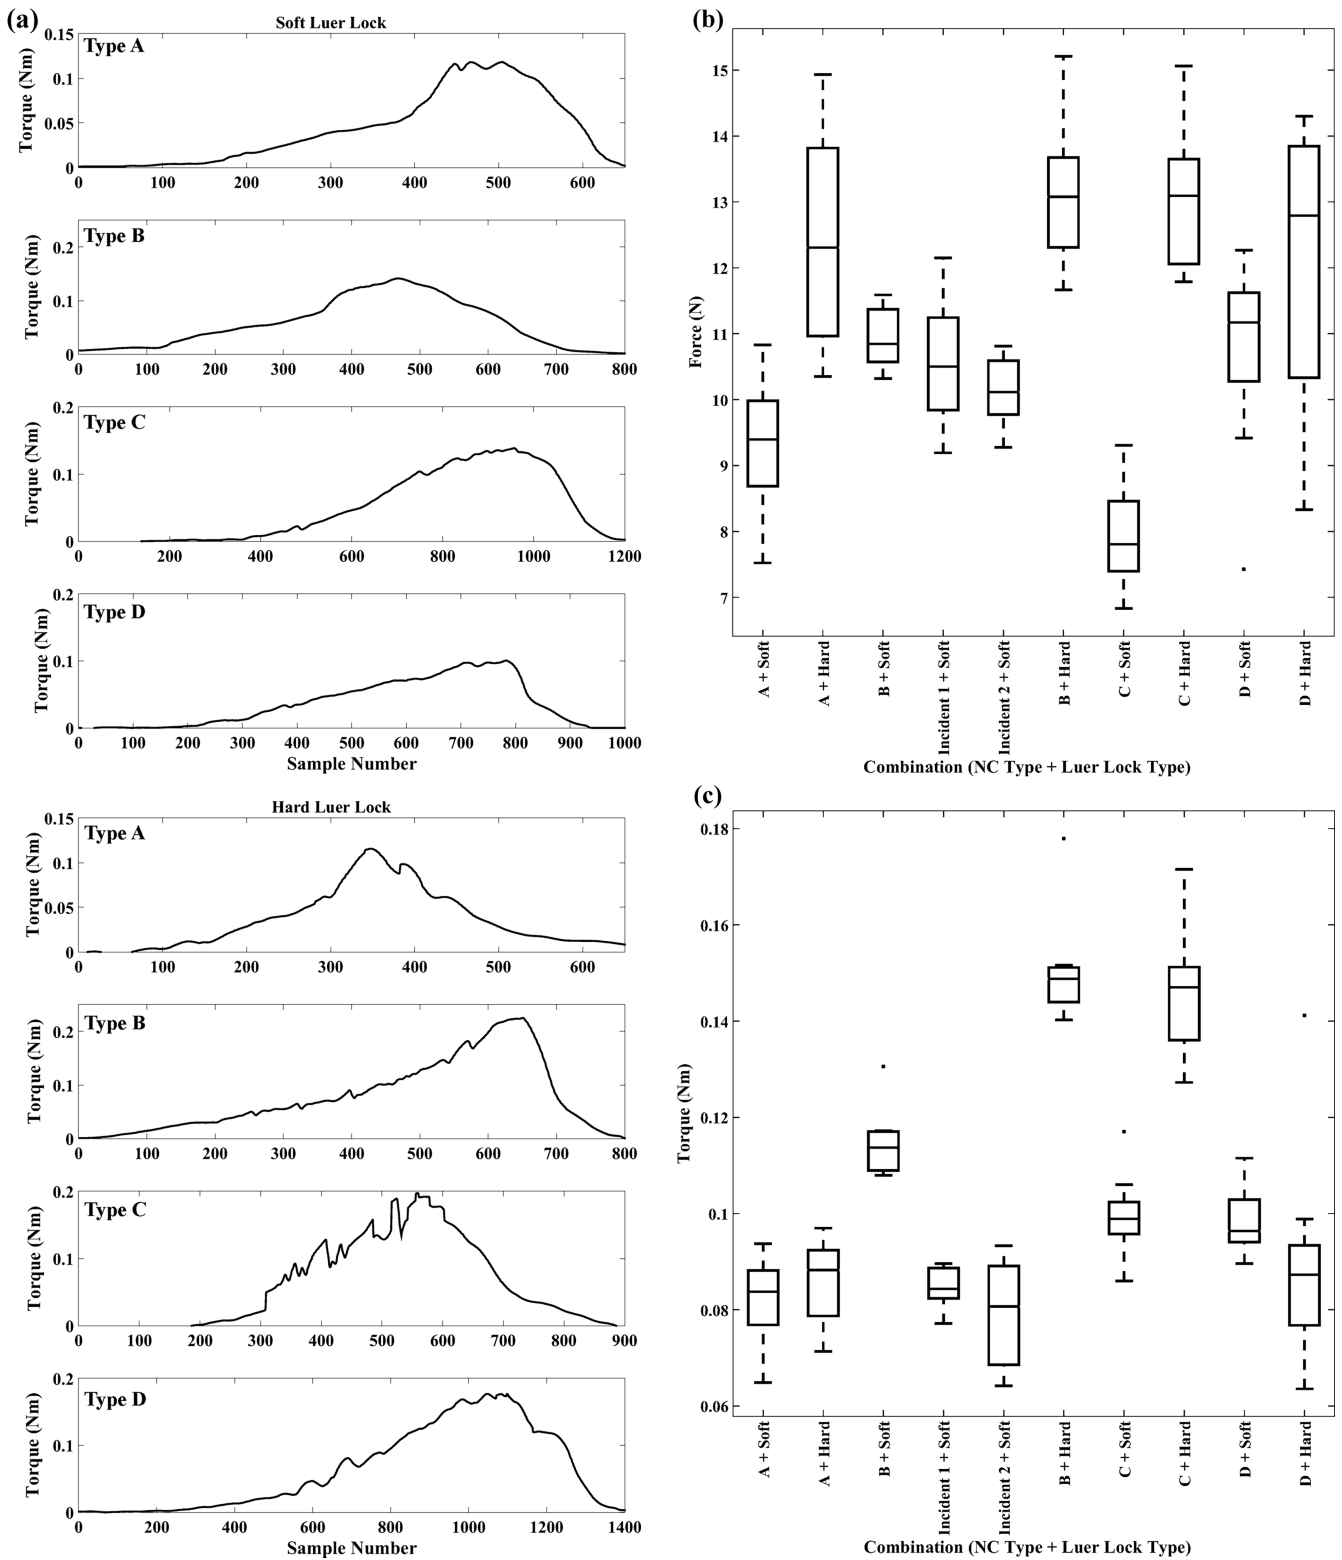 (a)
Soft Luer Lock
Type A
Torque (Nm)
0.15
0.1
0.05
0
0 100 200 300 400 500 600
Type B
Torque (Nm)
0.2
0.1
0
0 100 200 300 400 500 600 700 800
Type C
Torque (Nm)
0.2
0.1
0
0 200 400 600 800 1000 1200
Type D
Torque (Nm)
0.2
0.1
0
0 100 200 300 400 500 600 700 800 900 1000
Sample Number
Hard Luer Lock
Type A
Torque (Nm)
0.15
0.1
0.05
0
0 100 200 300 400 500 600
Type B
Torque (Nm)
0.2
0.1
0
0 100 200 300 400 500 600 700 800
Type C
Torque (Nm)
0.2
0.1
0
0 100 200 300 400 500 600 700 800 900
Type D
Torque (Nm)
0.2
0.1
0
0 200 400 600 800 1000 1200 1400
Sample Number
(b)
Force (N)
15
14
13
12
11
10
9
8
7
A + Soft
A + Hard
B + Soft
Incident 1 + Soft
Incident 2 + Soft
B + Hard
C + Soft
C + Hard
D + Soft
D + Hard
Combination (NC Type + Luer Lock Type)
(c)
Torque (Nm)
0.18
0.16
0.14
0.12
0.1
0.08
0.06
A + Soft
A + Hard
B + Soft
Incident 1 + Soft
Incident 2 + Soft
B + Hard
C + Soft
C + Hard
D + Soft
D + Hard
Combination (NC Type + Luer Lock Type)